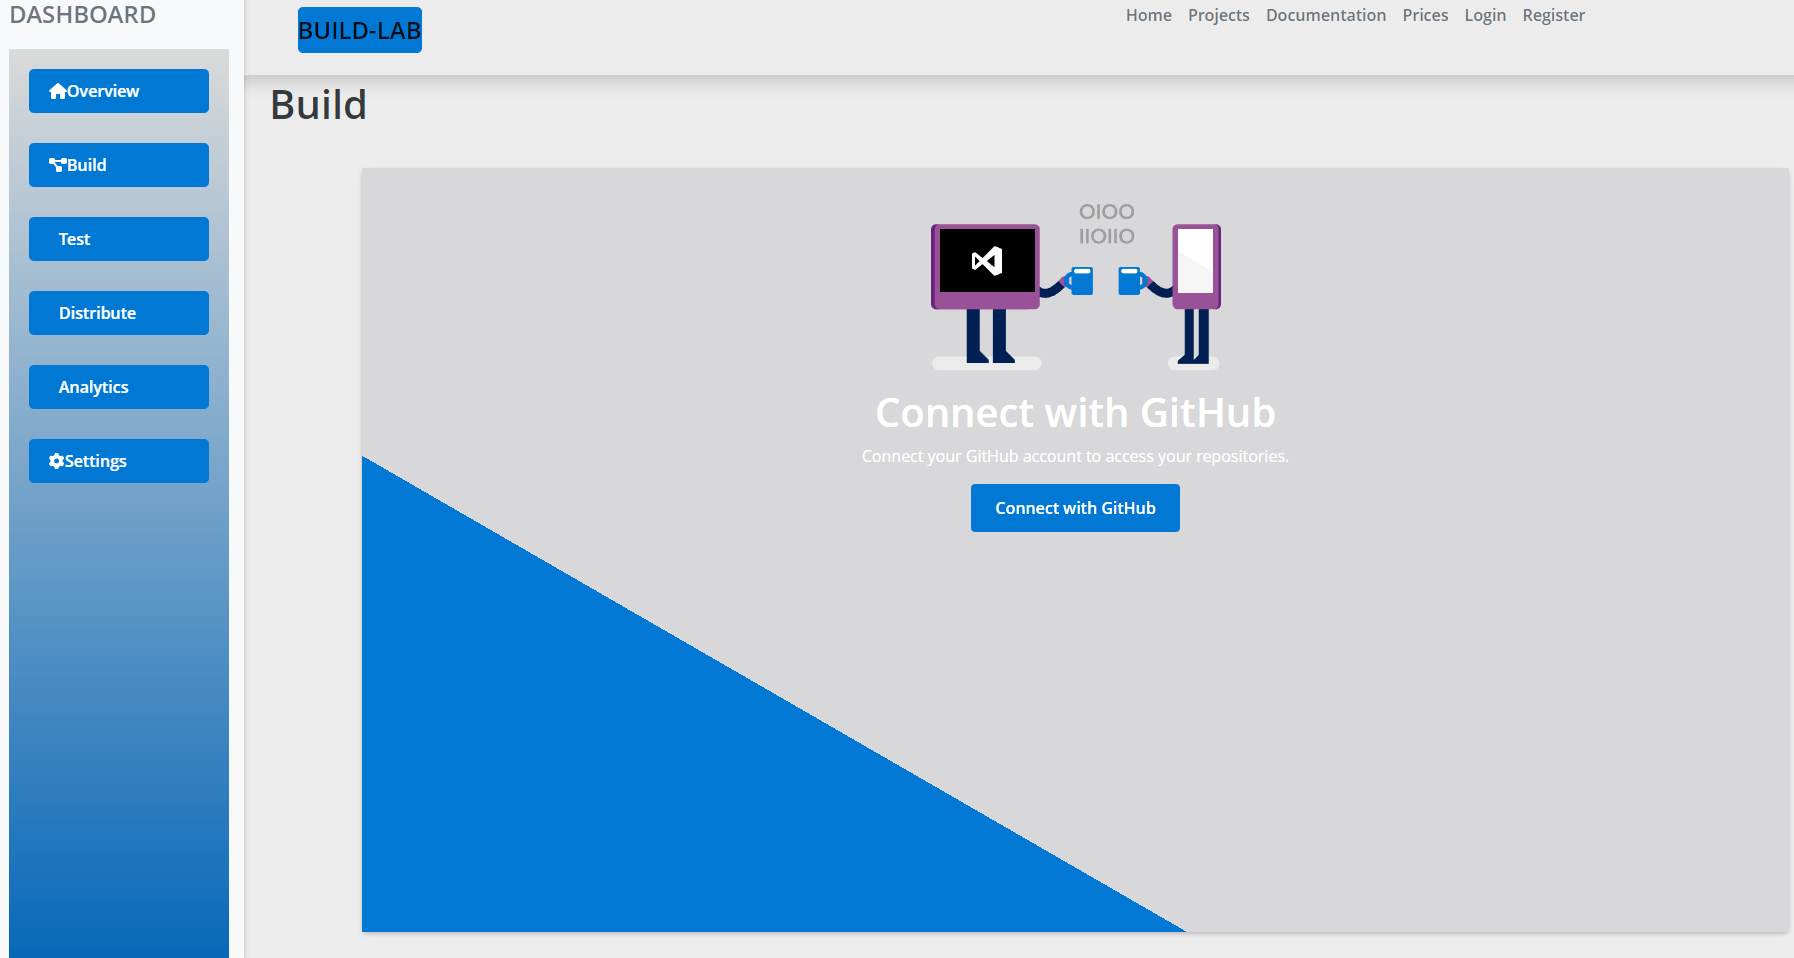 DASHBOARD
Overview
Build
Test
Distribute
Analytics
Settings
BUILD-LAB
Home Projects Documentation Prices Login Register
Build
OIOO
IIOIIO
Connect with GitHub
Connect your GitHub account to access your repositories.
Connect with GitHub